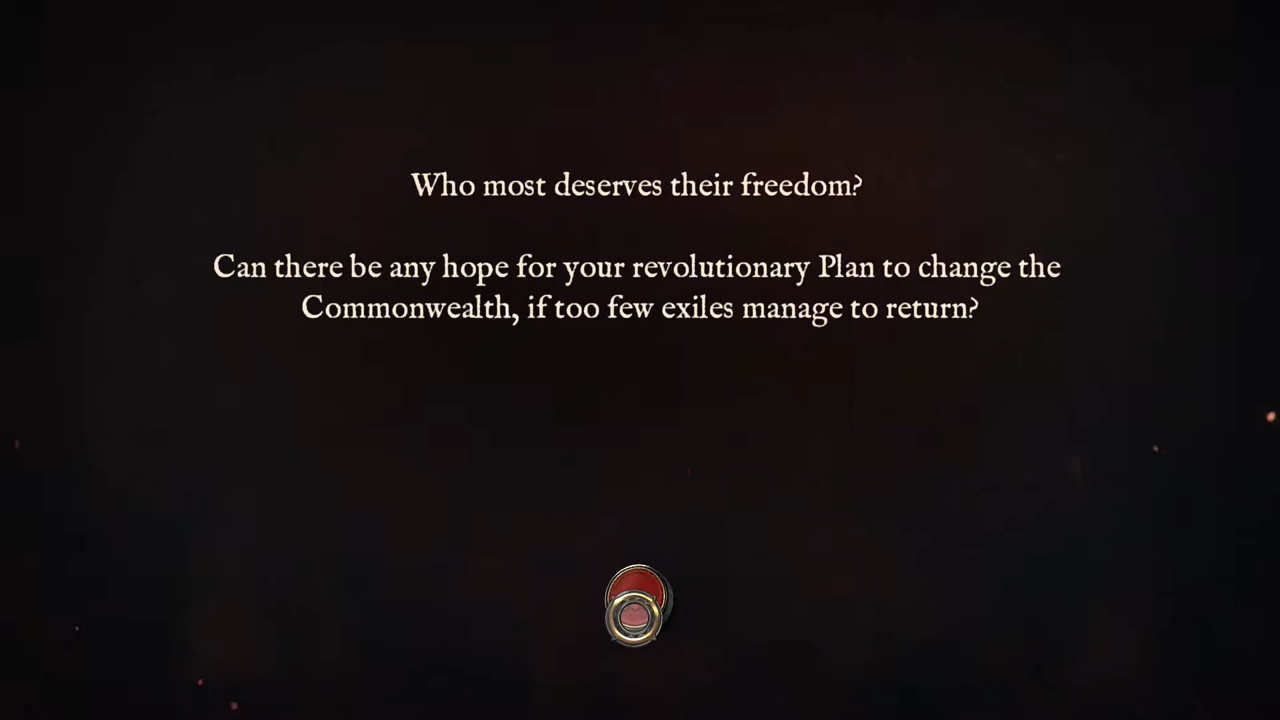 Who most deserves their freedom?
Can there be any hope for your revolutionary Plan to change the
Commonwealth, if too few exiles manage to return?